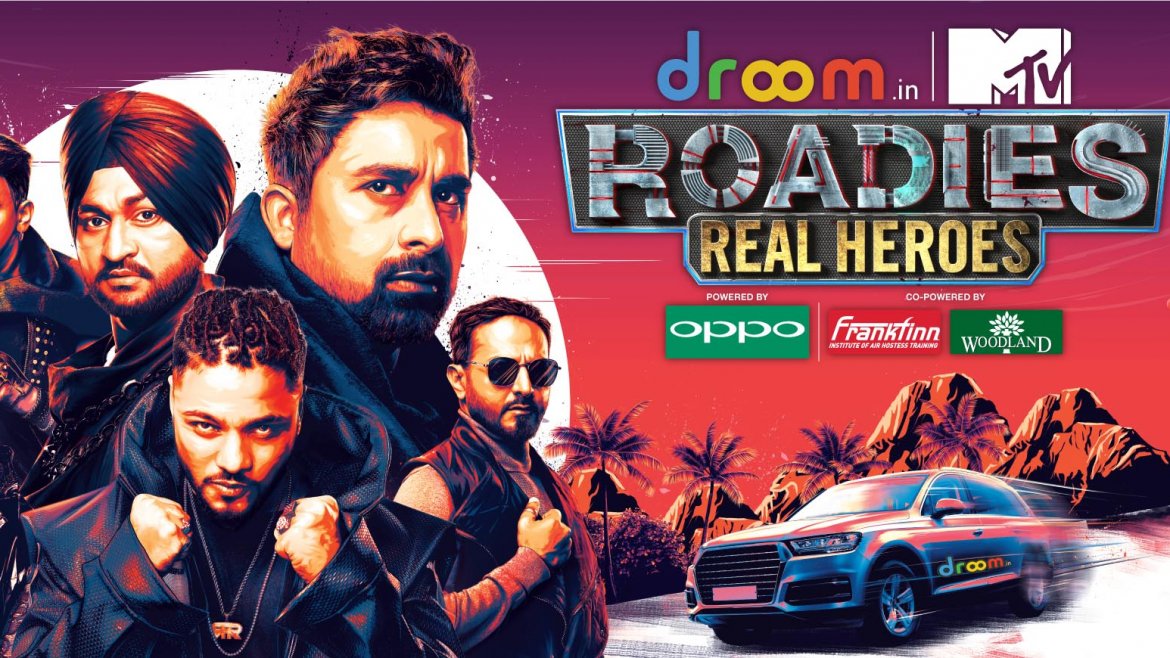 droom.in
MTV
ROADIES
REAL HEROES
POWERED BY
CO-POWERED BY
oppo
Frankfinn
INSTITUTE OF AIR HOSTESS TRAINING
WOODLAND
droom.in